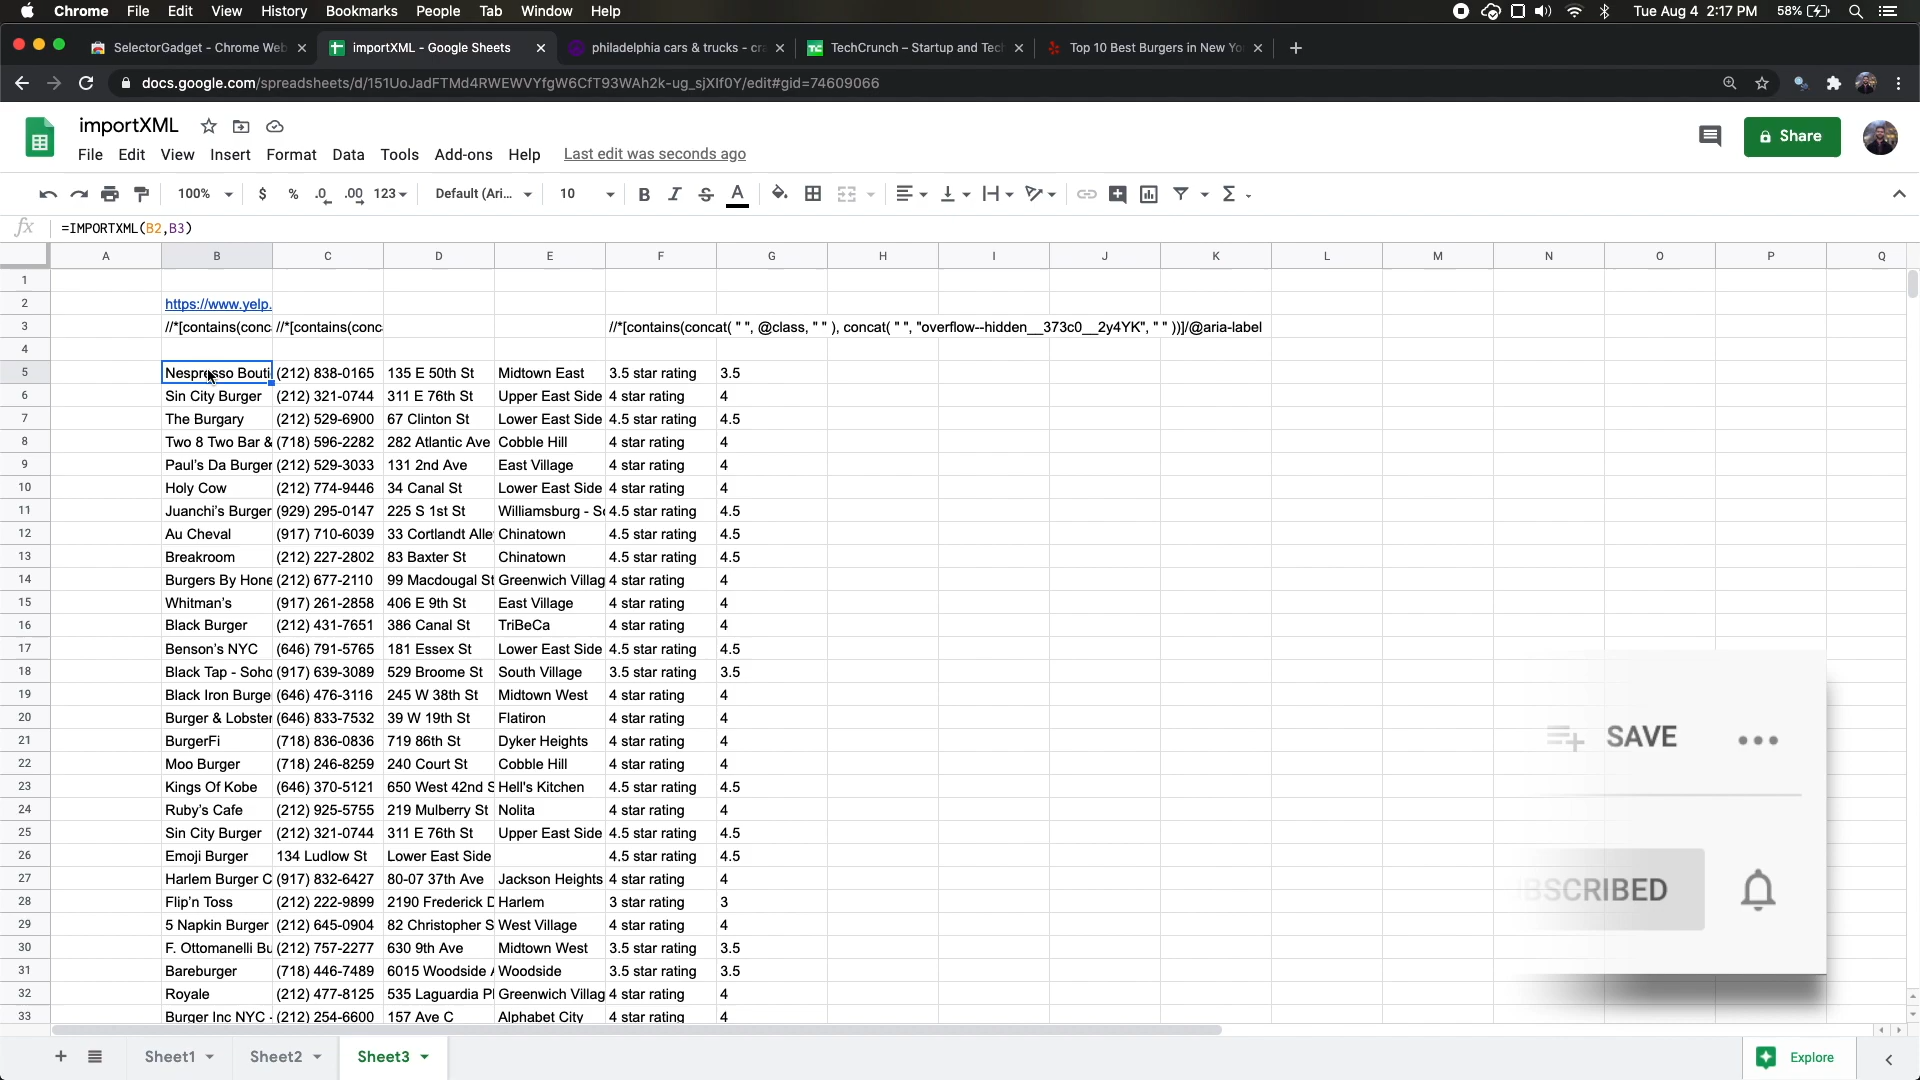 Chrome File Edit View History Bookmarks People Tab Window Help Tue Aug 4 2:17 PM 58%
SelectorGadget - Chrome Web importXML - Google Sheets philadelphia cars & trucks - cra TechCrunch – Startup and Tech Top 10 Best Burgers in New Yo
docs.google.com/spreadsheets/d/151UoJadFTMd4RWEWVYfgW6CfT93WAh2k-ug_sjXIf0Y/edit#gid=74609066
importXML
Share
File Edit View Insert Format Data Tools Add-ons Help Last edit was seconds ago
100% $ % .0 .00 123 Default (Ari... 10 B I S A
fx =IMPORTXML(B2,B3)
A B C D E F G H I J K L M N O P Q
1
2 https://www.yelp.
3 //*[contains(conc //*[contains(conc //*[contains(concat( " ", @class, " " ), concat( " ", "overflow--hidden__373c0__2y4YK", " " ))]/@aria-label
4
5 Nespresso Bouti (212) 838-0165 135 E 50th St Midtown East 3.5 star rating 3.5
6 Sin City Burger (212) 321-0744 311 E 76th St Upper East Side 4 star rating 4
7 The Burgary (212) 529-6900 67 Clinton St Lower East Side 4.5 star rating 4.5
8 Two 8 Two Bar & (718) 596-2282 282 Atlantic Ave Cobble Hill 4 star rating 4
9 Paul's Da Burger (212) 529-3033 131 2nd Ave East Village 4 star rating 4
10 Holy Cow (212) 774-9446 34 Canal St Lower East Side 4 star rating 4
11 Juanchi's Burger (929) 295-0147 225 S 1st St Williamsburg - So 4.5 star rating 4.5
12 Au Cheval (917) 710-6039 33 Cortlandt Alle Chinatown 4.5 star rating 4.5
13 Breakroom (212) 227-2802 83 Baxter St Chinatown 4.5 star rating 4.5
14 Burgers By Hone (212) 677-2110 99 Macdougal St Greenwich Villag 4 star rating 4
15 Whitman's (917) 261-2858 406 E 9th St East Village 4 star rating 4
16 Black Burger (212) 431-7651 386 Canal St TriBeCa 4 star rating 4
17 Benson's NYC (646) 791-5765 181 Essex St Lower East Side 4.5 star rating 4.5
18 Black Tap - Soho (917) 639-3089 529 Broome St South Village 3.5 star rating 3.5
19 Black Iron Burge (646) 476-3116 245 W 38th St Midtown West 4 star rating 4
20 Burger & Lobster (646) 833-7532 39 W 19th St Flatiron 4 star rating 4
21 BurgerFi (718) 836-0836 719 86th St Dyker Heights 4 star rating 4
22 Moo Burger (718) 246-8259 240 Court St Cobble Hill 4 star rating 4
23 Kings Of Kobe (646) 370-5121 650 West 42nd S Hell's Kitchen 4.5 star rating 4.5
24 Ruby's Cafe (212) 925-5755 219 Mulberry St Nolita 4 star rating 4
25 Sin City Burger (212) 321-0744 311 E 76th St Upper East Side 4.5 star rating 4.5
26 Emoji Burger 134 Ludlow St Lower East Side 4.5 star rating 4.5
27 Harlem Burger C (917) 832-6427 80-07 37th Ave Jackson Heights 4 star rating 4
28 Flip'n Toss (212) 222-9899 2190 Frederick D Harlem 3 star rating 3
29 5 Napkin Burger (212) 645-0904 82 Christopher S West Village 4 star rating 4
30 F. Ottomanelli Bu (212) 757-2277 630 9th Ave Midtown West 3.5 star rating 3.5
31 Bareburger (718) 446-7489 6015 Woodside A Woodside 3.5 star rating 3.5
32 Royale (212) 477-8125 535 Laguardia Pl Greenwich Villag 4 star rating 4
33 Burger Inc NYC - (212) 254-6600 157 Ave C Alphabet City 4 star rating 4
SAVE
BSCRIBED
Sheet1 Sheet2 Sheet3 Explore